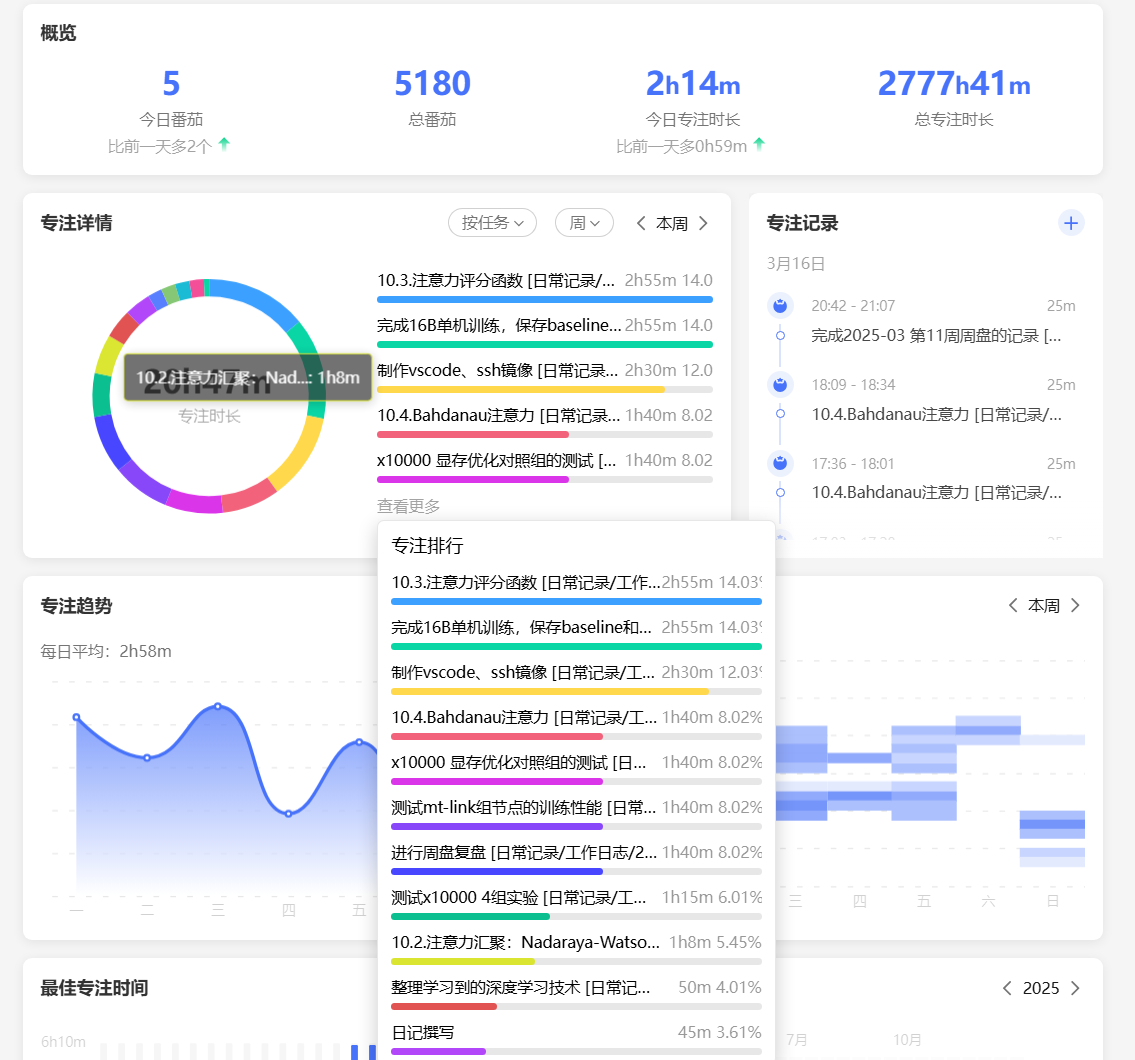 概览
5
今日番茄
比前一天多2个
5180
总番茄
2h14m
今日专注时长
比前一天多0h59m
2777h41m
总专注时长
专注详情
按任务
周
本周
20h47m
专注时长
10.2.注意力汇聚：Nad...: 1h8m
10.3.注意力评分函数 [日常记录/... 2h55m 14.0
完成16B单机训练，保存baseline... 2h55m 14.0
制作vscode、ssh镜像 [日常记录... 2h30m 12.0
10.4.Bahdanau注意力 [日常记录... 1h40m 8.02
x10000 显存优化对照组的测试 [... 1h40m 8.02
查看更多
专注记录
3月16日
20:42 - 21:07 25m
完成2025-03 第11周周盘的记录 [...
18:09 - 18:34 25m
10.4.Bahdanau注意力 [日常记录/...
17:36 - 18:01 25m
10.4.Bahdanau注意力 [日常记录/...
专注排行
10.3.注意力评分函数 [日常记录/工作... 2h55m 14.03%
完成16B单机训练，保存baseline和... 2h55m 14.03%
制作vscode、ssh镜像 [日常记录/工... 2h30m 12.03%
10.4.Bahdanau注意力 [日常记录/工... 1h40m 8.02%
x10000 显存优化对照组的测试 [日... 1h40m 8.02%
测试mt-link组节点的训练性能 [日常... 1h40m 8.02%
进行周盘复盘 [日常记录/工作日志/2... 1h40m 8.02%
测试x10000 4组实验 [日常记录/工... 1h15m 6.01%
10.2.注意力汇聚：Nadaraya-Watso... 1h8m 5.45%
整理学习到的深度学习技术 [日常记... 50m 4.01%
日记撰写 45m 3.61%
专注趋势
每日平均：2h58m
一 二 三 四 五
本周
三 四 五 六 日
最佳专注时间
6h10m
2025
7月 10月